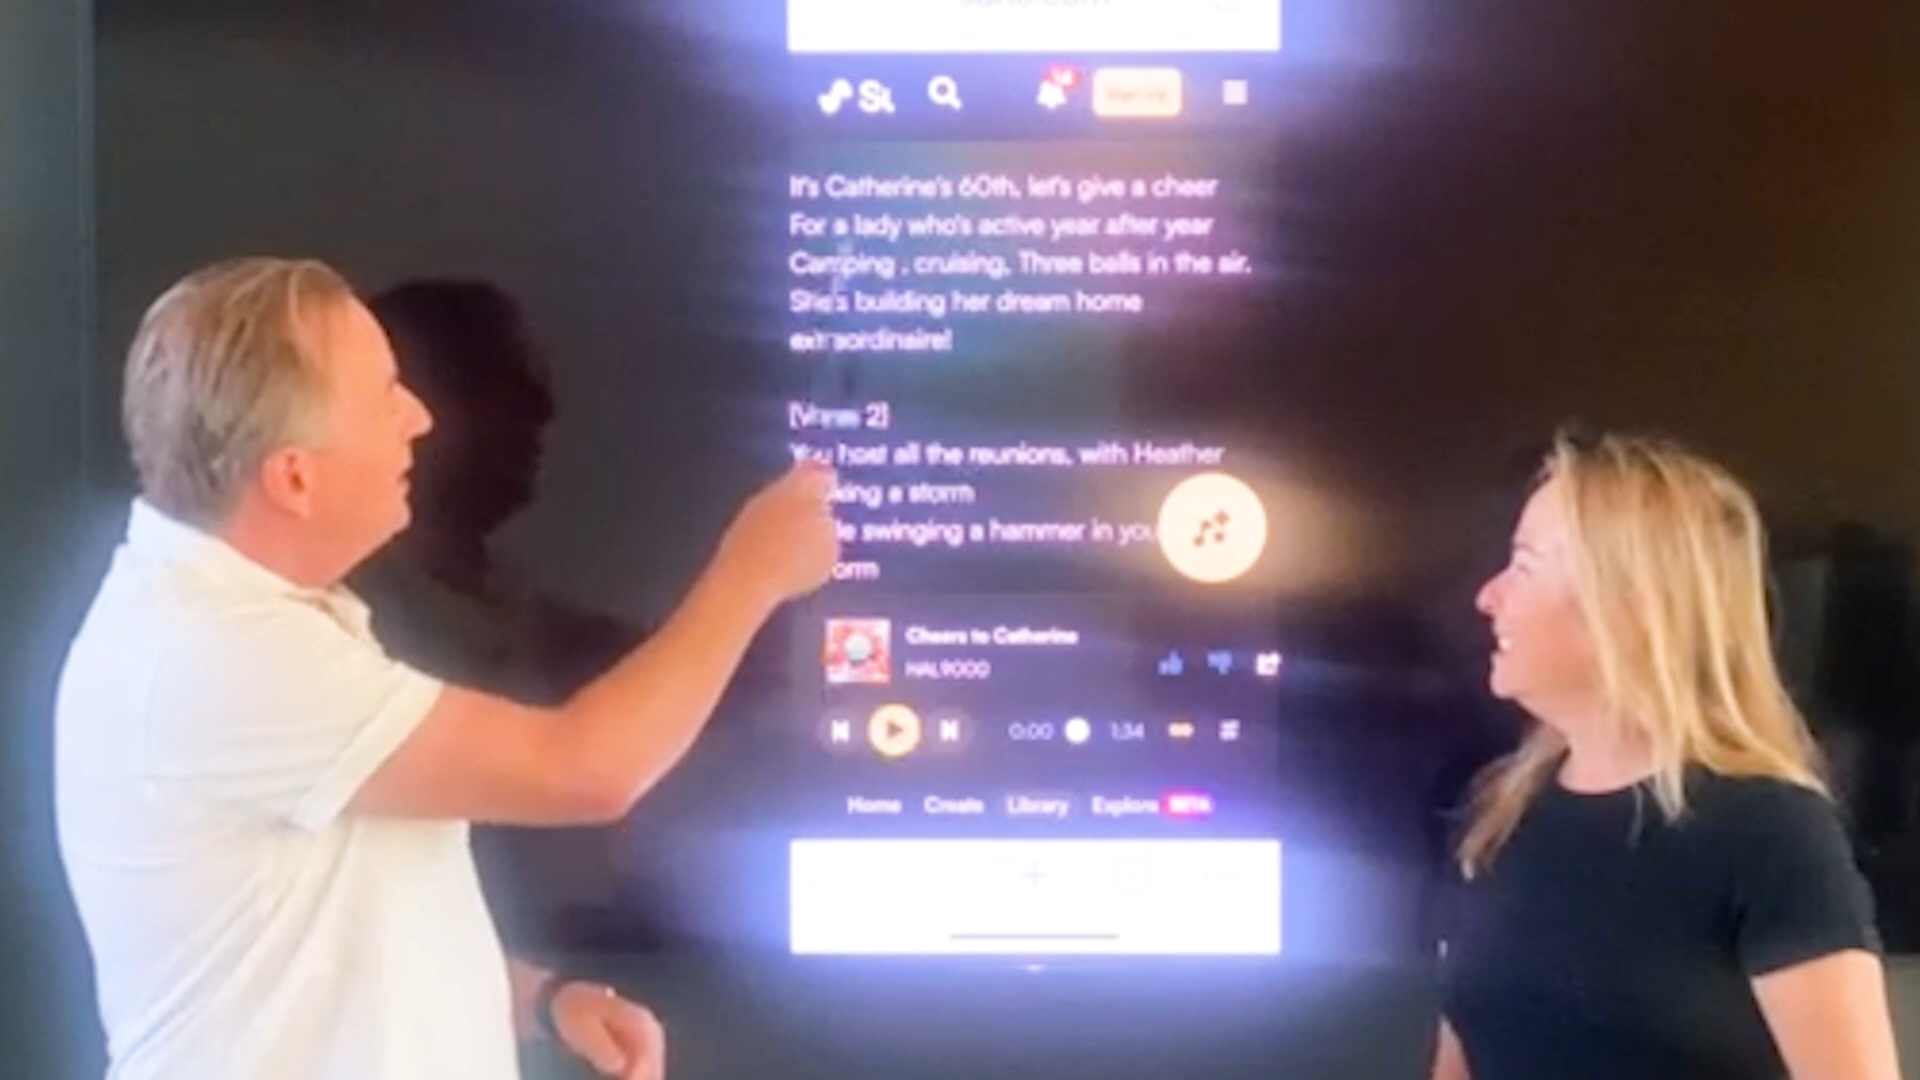 It's Catherine's 60th, let's give a cheer
For a lady who's active year after year
Camping , cruising, Three balls in the air.
She's building her dream home
extraordinaire!
[Verse 2]
You host all the reunions, with Heather
king a storm
le swinging a hammer in you
orm
Cheers to Catherine
HAL9000
0:00 1:34
Home Create Library Explore BETA